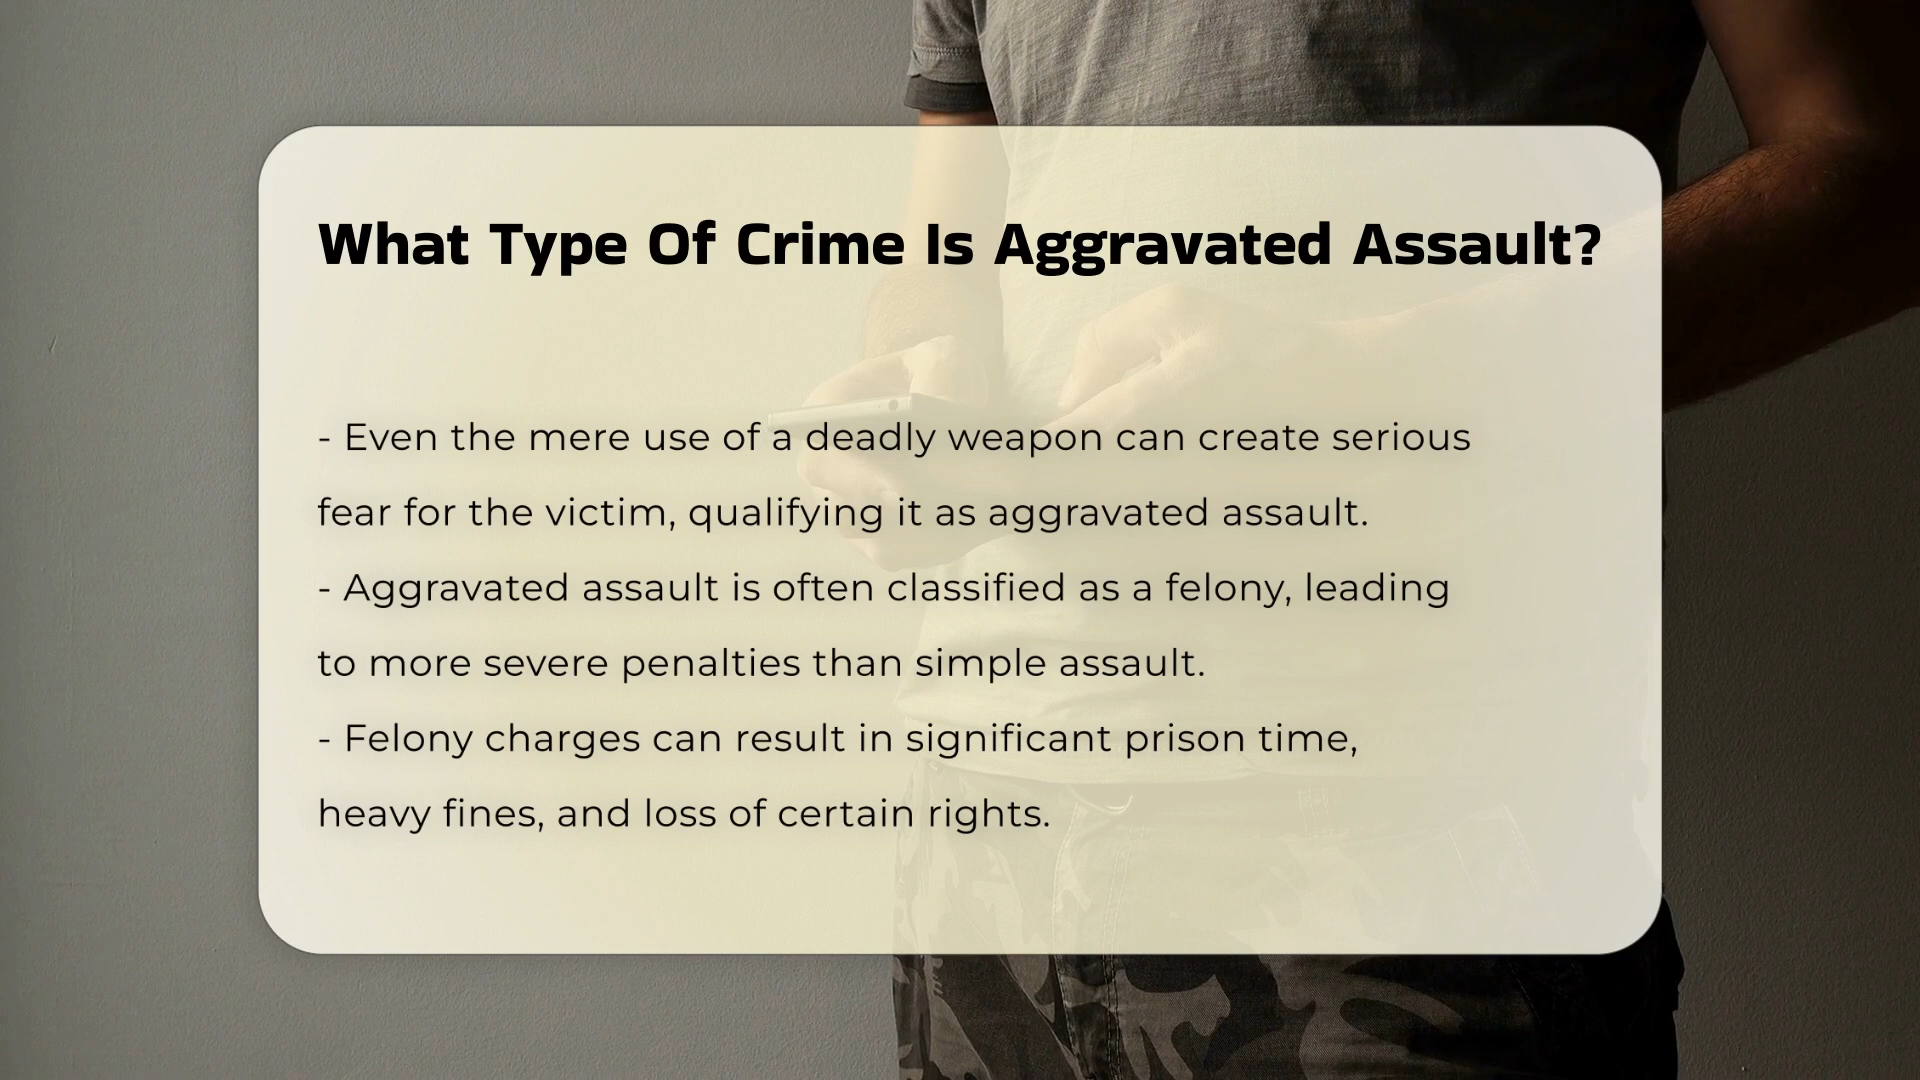 What Type Of Crime Is Aggravated Assault?
- Even the mere use of a deadly weapon can create serious
fear for the victim, qualifying it as aggravated assault.
- Aggravated assault is often classified as a felony, leading
to more severe penalties than simple assault.
- Felony charges can result in significant prison time,
heavy fines, and loss of certain rights.